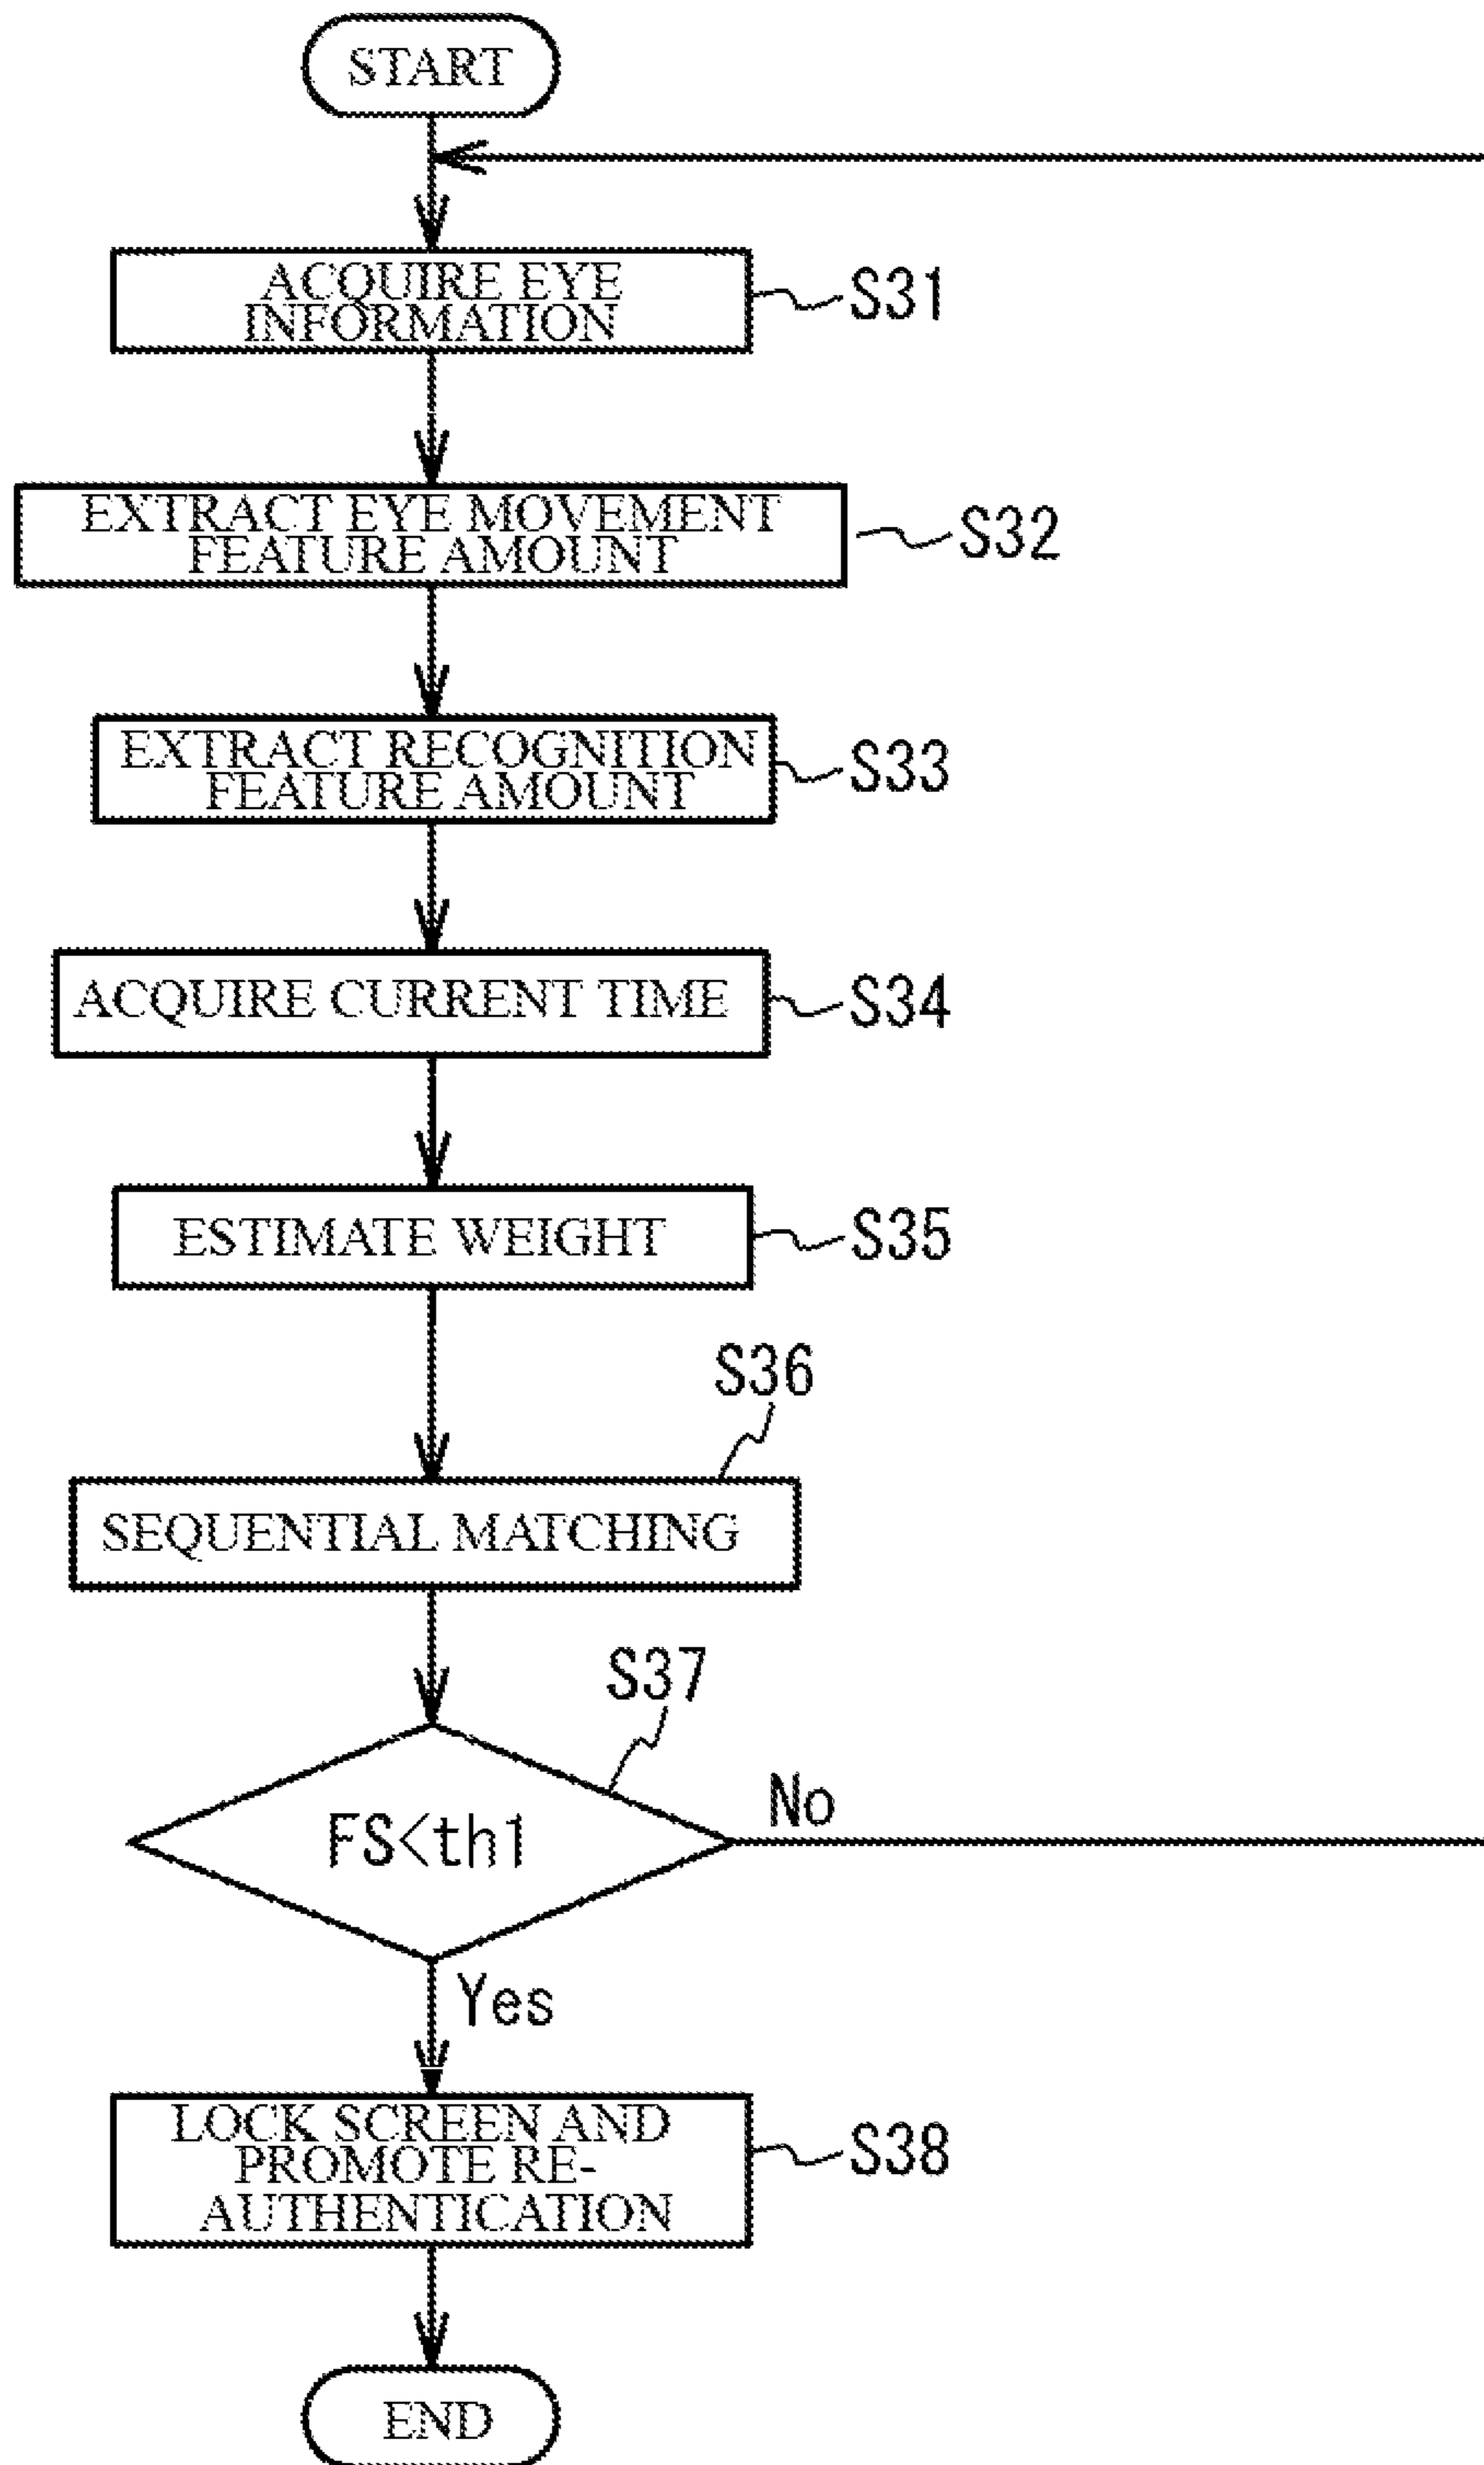 START
ACQUIRE EYE
INFORMATION
S31
EXTRACT EYE MOVEMENT
FEATURE AMOUNT
S32
EXTRACT RECOGNITION
FEATURE AMOUNT
S33
ACQUIRE CURRENT TIME
S34
ESTIMATE WEIGHT
S35
S36
SEQUENTIAL MATCHING
S37
FS<th1
No
Yes
LOCK SCREEN AND
PROMOTE RE-
AUTHENTICATION
S38
END